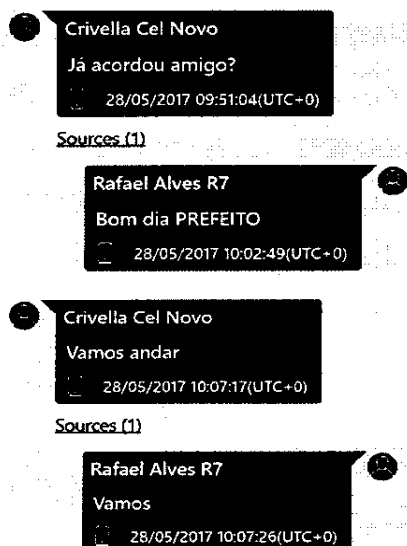 Crivella Cel Novo
Já acordou amigo?
28/05/2017 09:51:04(UTC+0)
Sources (1)
Rafael Alves R7
Bom dia PREFEITO
28/05/2017 10:02:49(UTC+0)
Crivella Cel Novo
Vamos andar
28/05/2017 10:07:17(UTC+0)
Sources (1)
Rafael Alves R7
Vamos
28/05/2017 10:07:26(UTC+0)